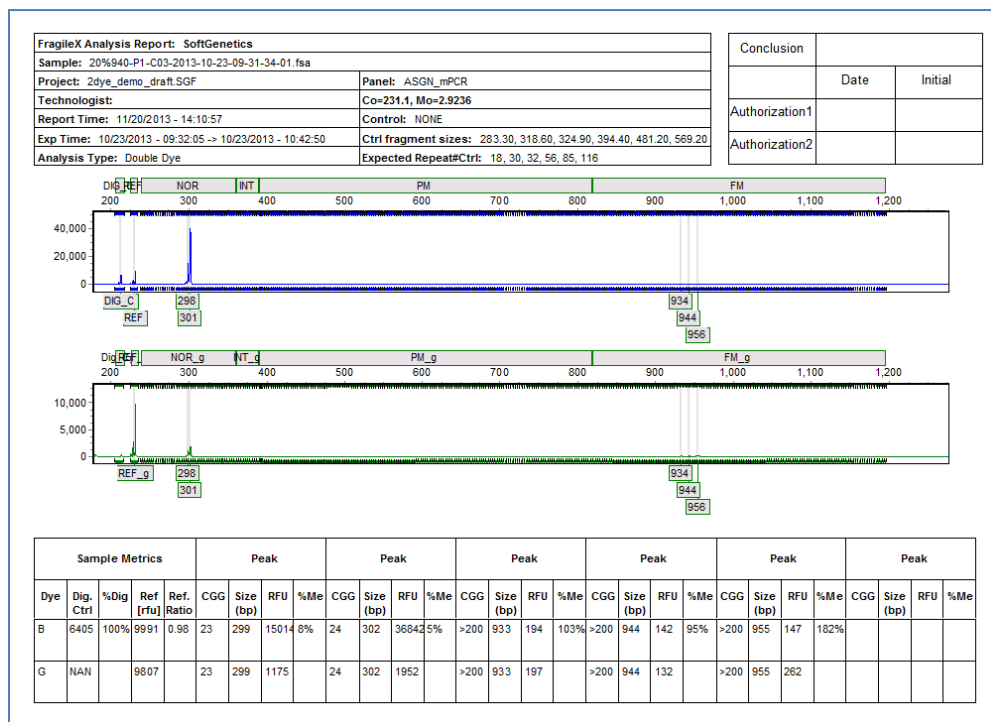 FragileX Analysis Report: SoftGenetics
Sample: 20%940-P1-C03-2013-10-23-09-31-34-01.fsa
Project: 2dye_demo_draft.SGF Panel: ASGN_mPCR
Technologist: Co=231.1, Mo=2.9236
Report Time: 11/20/2013 - 14:10:57 Control: NONE
Exp Time: 10/23/2013 - 09:32:05 -> 10/23/2013 - 10:42:50 Ctrl fragment sizes: 283.30, 318.60, 324.90, 394.40, 481.20, 569.20
Analysis Type: Double Dye Expected Repeat#Ctrl: 18, 30, 32, 56, 85, 116
Conclusion
Date Initial
Authorization1
Authorization2
NOR INT PM FM
200 300 400 500 600 700 800 900 1,000 1,100 1,200
40,000
20,000
0
DIG_C 298 934
REF 301 944
956
NOR_g INT_g PM_g FM_g
200 300 400 500 600 700 800 900 1,000 1,100 1,200
10,000
5,000
0
REF_g 298 934
301 944
956
Sample Metrics Peak Peak Peak Peak Peak Peak
Dye Dig. Ctrl %Dig Ref [rfu] Ref. Ratio CGG Size (bp) RFU %Me CGG Size (bp) RFU %Me CGG Size (bp) RFU %Me CGG Size (bp) RFU %Me CGG Size (bp) RFU %Me CGG Size (bp) RFU %Me
B 6405 100% 9991 0.98 23 299 15014 8% 24 302 36842 5% >200 933 194 103% >200 944 142 95% >200 955 147 182%
G NAN 9807 23 299 1175 24 302 1952 >200 933 197 >200 944 132 >200 955 262